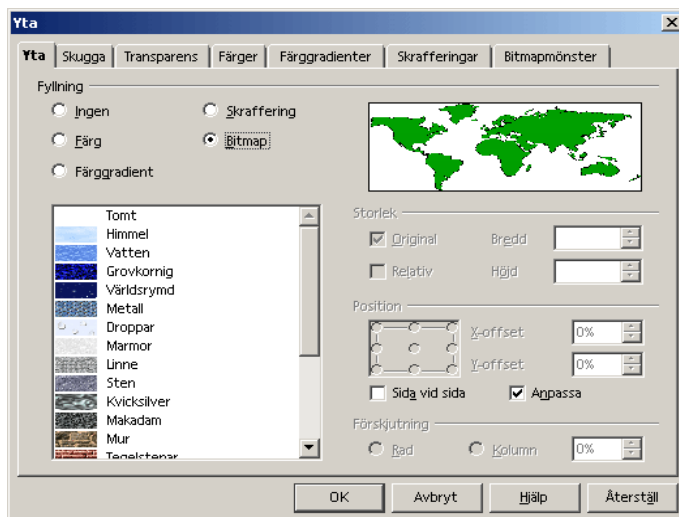 Yta
Yta Skugga Transparens Färger Färggradienter Skrafferingar Bitmapmönster
Fyllning
Ingen Skraffering
Färg Bitmap
Färggradient
Tomt
Himmel
Vatten
Grovkornig
Världsrymd
Metall
Droppar
Marmor
Linne
Sten
Kvicksilver
Makadam
Mur
Tegelstenar
Storlek
Original Bredd
Relativ Höjd
Position
X-offset 0%
Y-offset 0%
Sida vid sida Anpassa
Förskjutning
Rad Kolumn 0%
OK Avbryt Hjälp Återställ